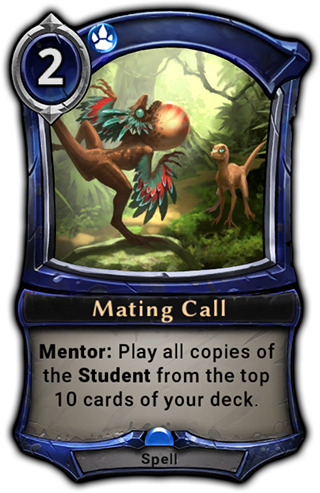 2
Mating Call
Mentor: Play all copies of
the Student from the top
10 cards of your deck.
Spell